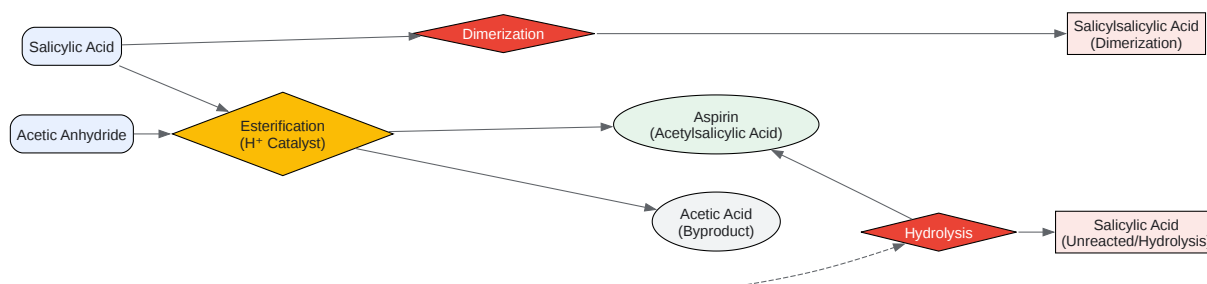 Salicylic Acid
Dimerization
Salicylsalicylic Acid
(Dimerization)
Acetic Anhydride
Esterification
(H⁺ Catalyst)
Aspirin
(Acetylsalicylic Acid)
Acetic Acid
(Byproduct)
Hydrolysis
Salicylic Acid
(Unreacted/Hydrolysis)